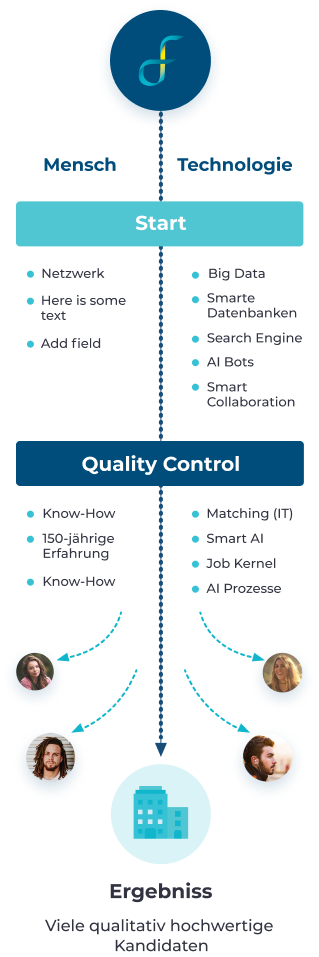 Mensch
Technologie
Start
Netzwerk
Here is some
text
Add field
Big Data
Smarte
Datenbanken
Search Engine
AI Bots
Smart
Collaboration
Quality Control
Know-How
150-jährige
Erfahrung
Know-How
Matching (IT)
Smart AI
Job Kernel
AI Prozesse
Ergebniss
Viele qualitativ hochwertige
Kandidaten